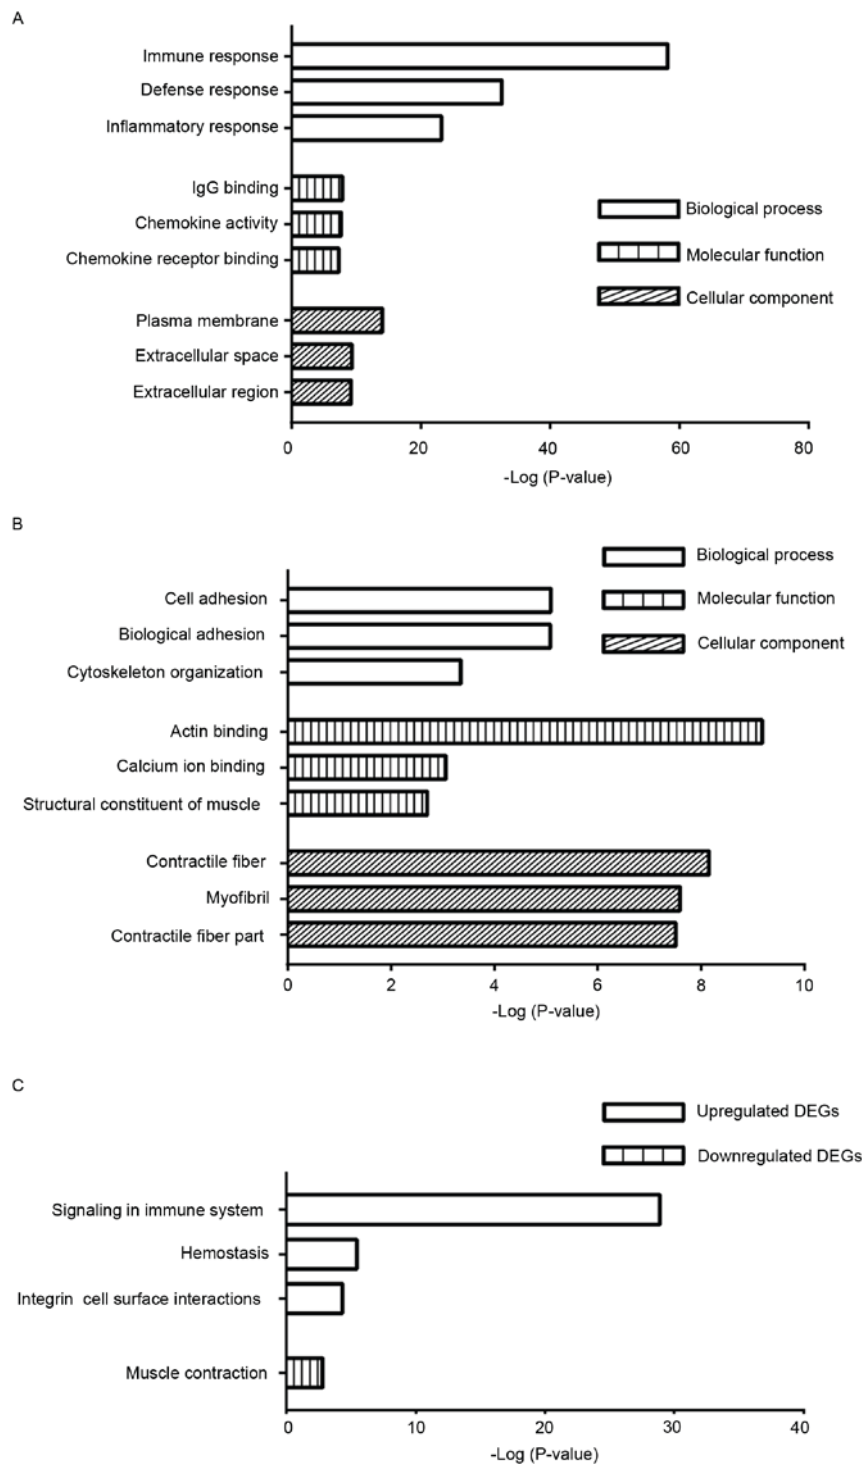 A
Immune response
Defense response
Inflammatory response
IgG binding
Chemokine activity
Chemokine receptor binding
Plasma membrane
Extracellular space
Extracellular region
Biological process
Molecular function
Cellular component
0 20 40 60 80
-Log (P-value)
B
Biological process
Molecular function
Cellular component
Cell adhesion
Biological adhesion
Cytoskeleton organization
Actin binding
Calcium ion binding
Structural constituent of muscle
Contractile fiber
Myofibril
Contractile fiber part
0 2 4 6 8 10
-Log (P-value)
C
Upregulated DEGs
Downregulated DEGs
Signaling in immune system
Hemostasis
Integrin cell surface interactions
Muscle contraction
0 10 20 30 40
-Log (P-value)